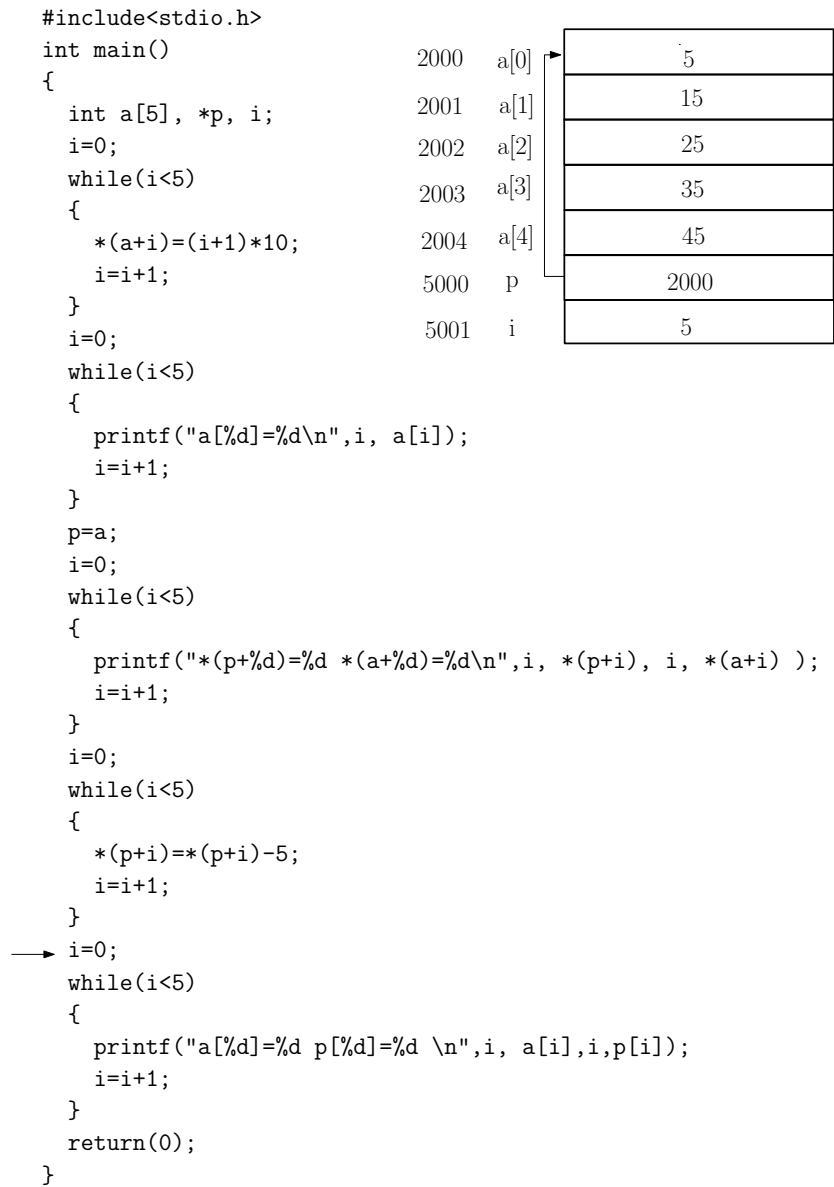 #include<stdio.h>
int main()
{
int a[5], *p, i;
i=0;
while(i<5)
{
*(a+i)=(i+1)*10;
i=i+1;
}
i=0;
while(i<5)
{
printf("a[%d]=%d\n",i, a[i]);
i=i+1;
}
p=a;
i=0;
while(i<5)
{
printf("*(p+%d)=%d *(a+%d)=%d\n",i, *(p+i), i, *(a+i) );
i=i+1;
}
i=0;
while(i<5)
{
*(p+i)=*(p+i)-5;
i=i+1;
}
i=0;
while(i<5)
{
printf("a[%d]=%d p[%d]=%d \n",i, a[i],i,p[i]);
i=i+1;
}
return(0);
}
2000 a[0] 5
2001 a[1] 15
2002 a[2] 25
2003 a[3] 35
2004 a[4] 45
5000 p 2000
5001 i 5